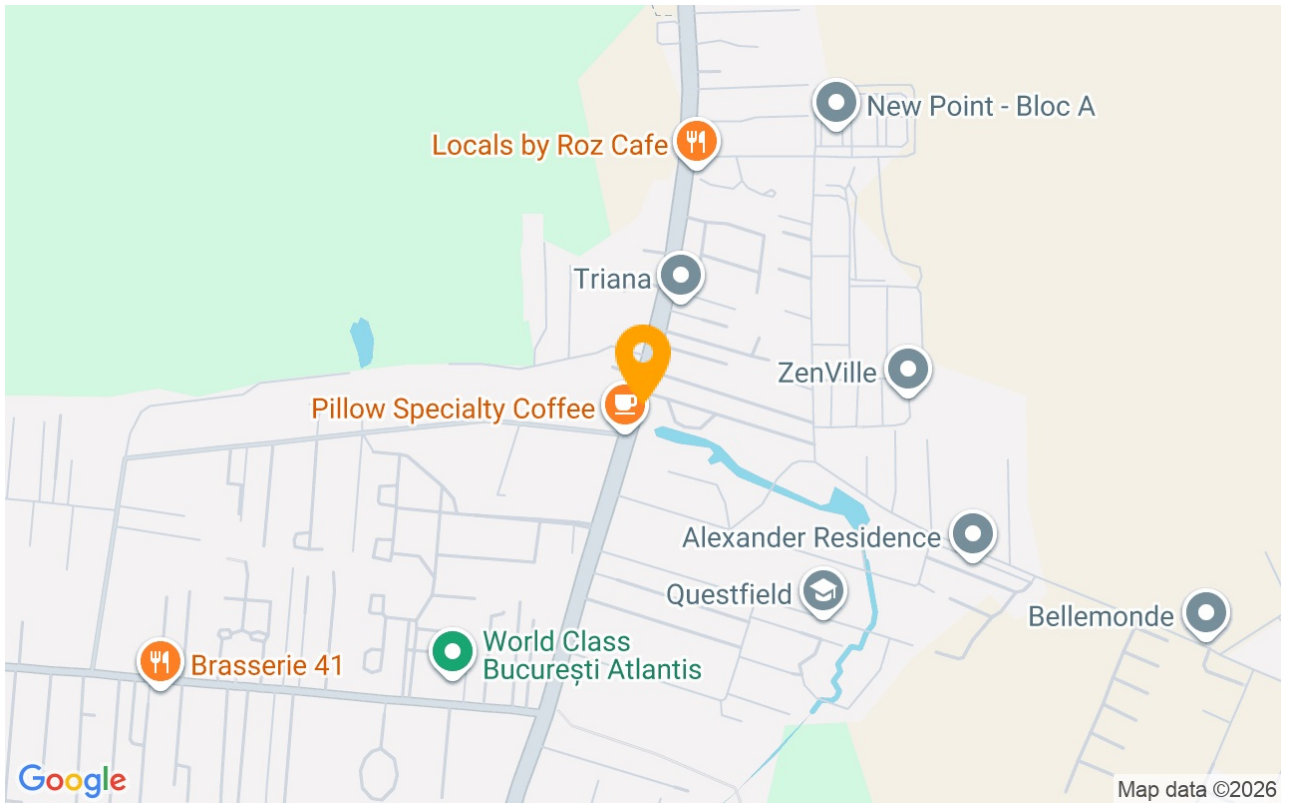 New Point - Bloc A
Locals by Roz Cafe
Triana
ZenVille
Pillow Specialty Coffee
Alexander Residence
Questfield
Bellemonde
World Class
București Atlantis
Brasserie 41
Google
Map data ©2026